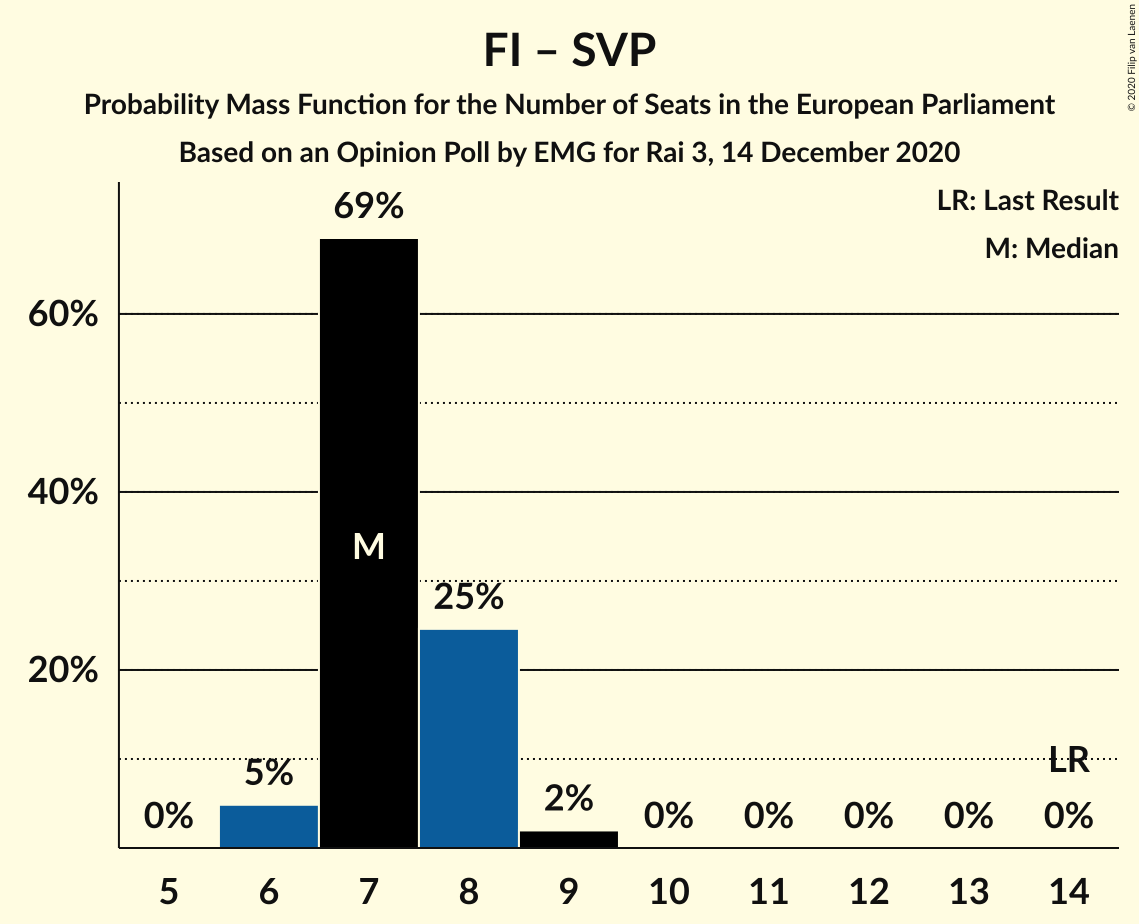 FI – SVP
Probability Mass Function for the Number of Seats in the European Parliament
Based on an Opinion Poll by EMG for Rai 3, 14 December 2020
© 2020 Filip van Laenen
LR: Last Result
M: Median
69%
60%
40%
M
25%
20%
LR
5%
2%
0% 0% 0% 0% 0% 0%
5 6 7 8 9 10 11 12 13 14